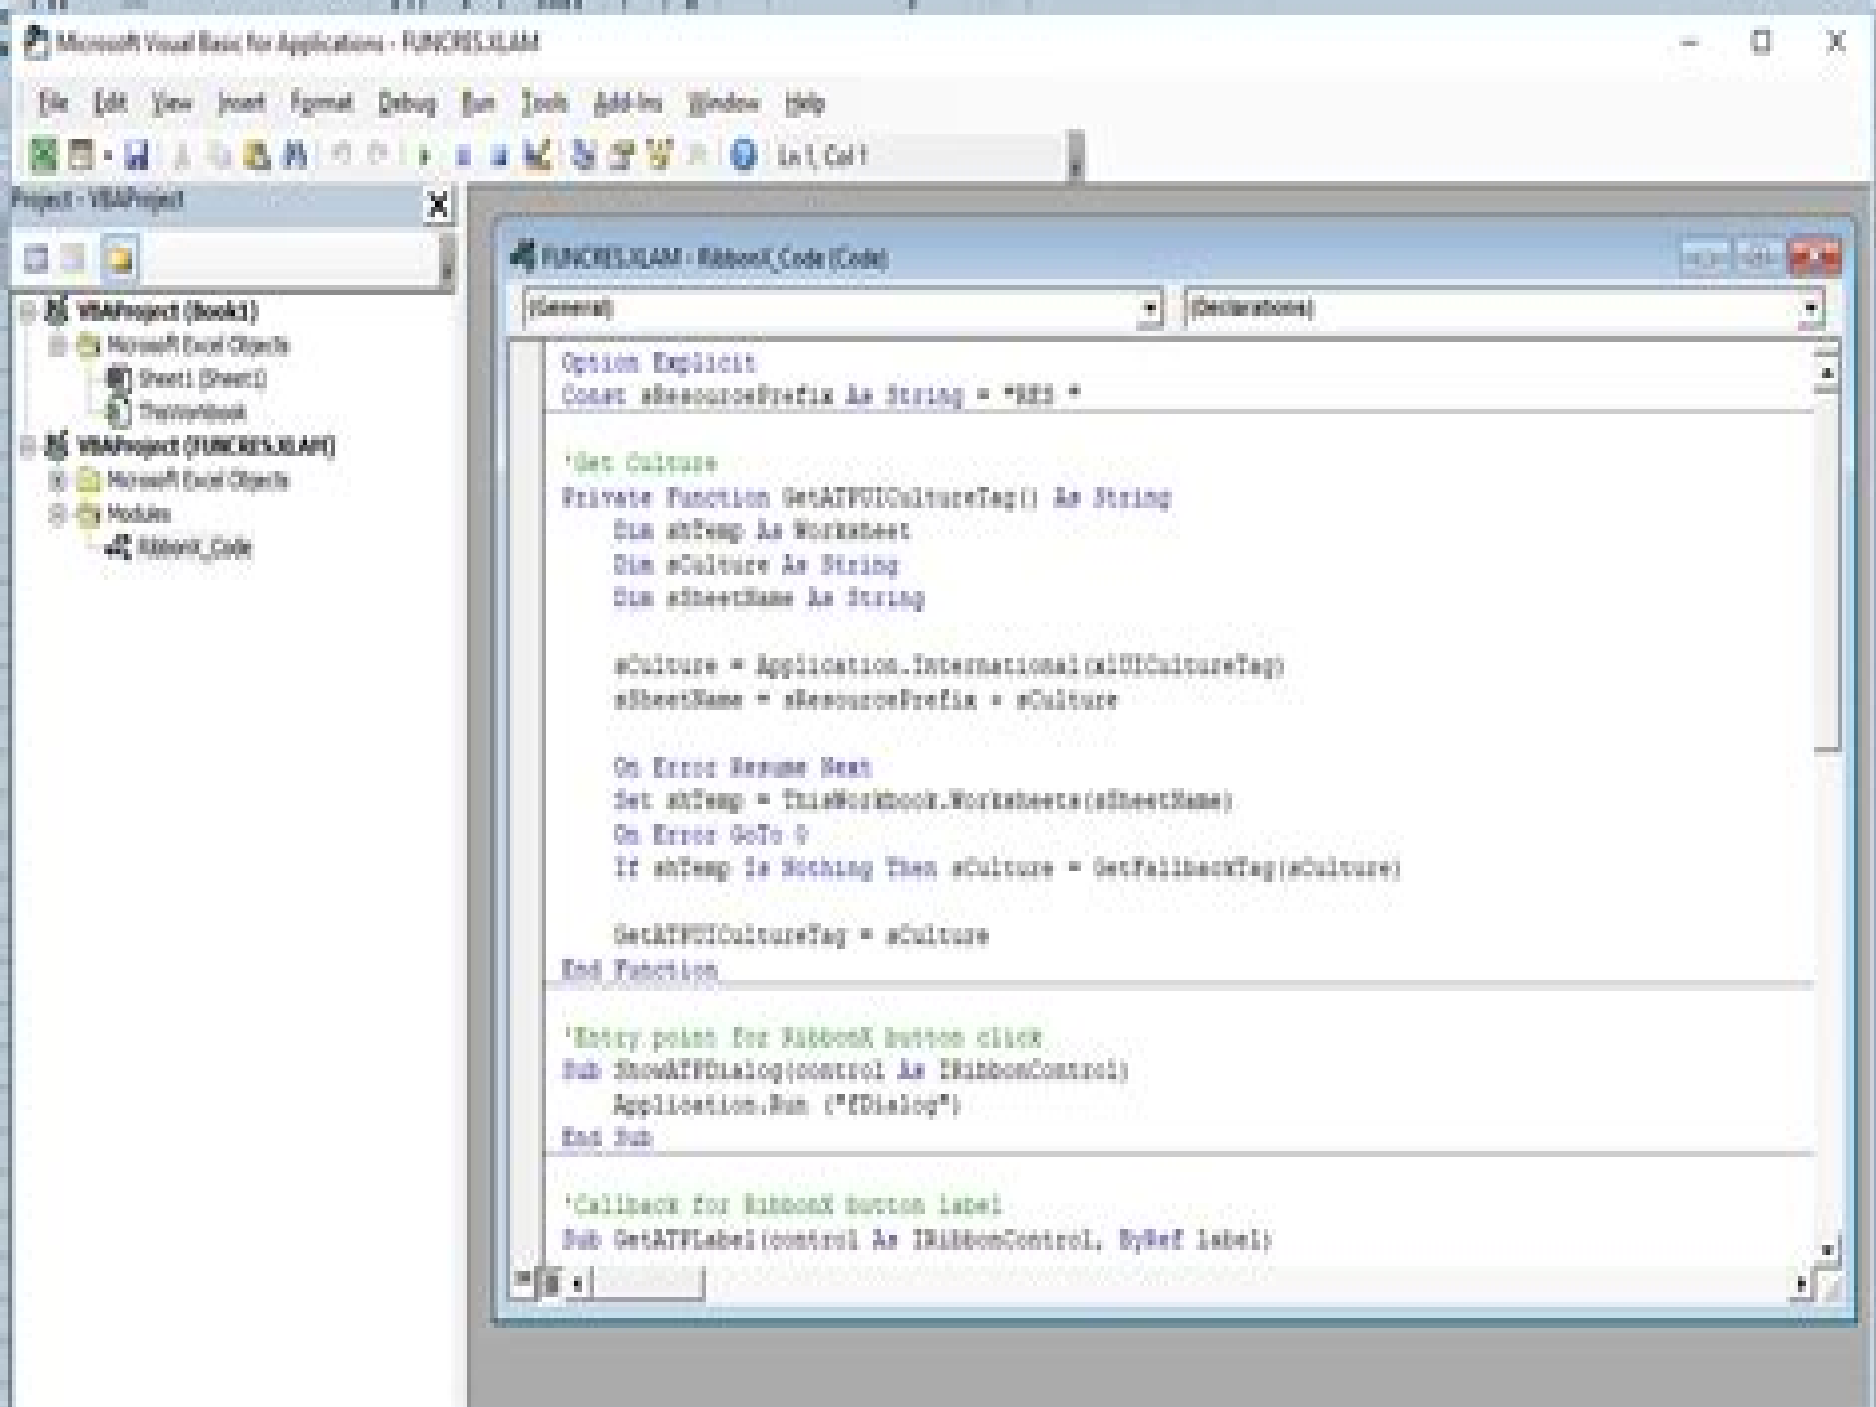 Microsoft Visual Basic for Applications - FUNCRES.XLAM
File Edit View Insert Format Debug Run Tools Add-Ins Window Help
Ln 1, Col 1
Project - VBAProject
VBAProject (Book1)
Microsoft Excel Objects
Sheet1 (Sheet1)
ThisWorkbook
VBAProject (FUNCRES.XLAM)
Microsoft Excel Objects
Modules
RibbonX_Code
FUNCRES.XLAM - RibbonX_Code (Code)
(General)
(Declarations)
Option Explicit
Const sResourcePrefix As String = "RES "
'Get Culture
Private Function GetATPUICultureTag() As String
Dim shTemp As Worksheet
Dim sCulture As String
Dim sSheetName As String
sCulture = Application.International(xlUICultureTag)
sSheetName = sResourcePrefix + sCulture
On Error Resume Next
Set shTemp = ThisWorkbook.Worksheets(sSheetName)
On Error GoTo 0
If shTemp Is Nothing Then sCulture = GetFallbackTag(sCulture)
GetATPUICultureTag = sCulture
End Function
'Entry point for RibbonX button click
Sub ShowATPDialog(control As IRibbonControl)
Application.Run ("fDialog")
End Sub
'Callback for RibbonX button label
Sub GetATPLabel(control As IRibbonControl, ByRef label)